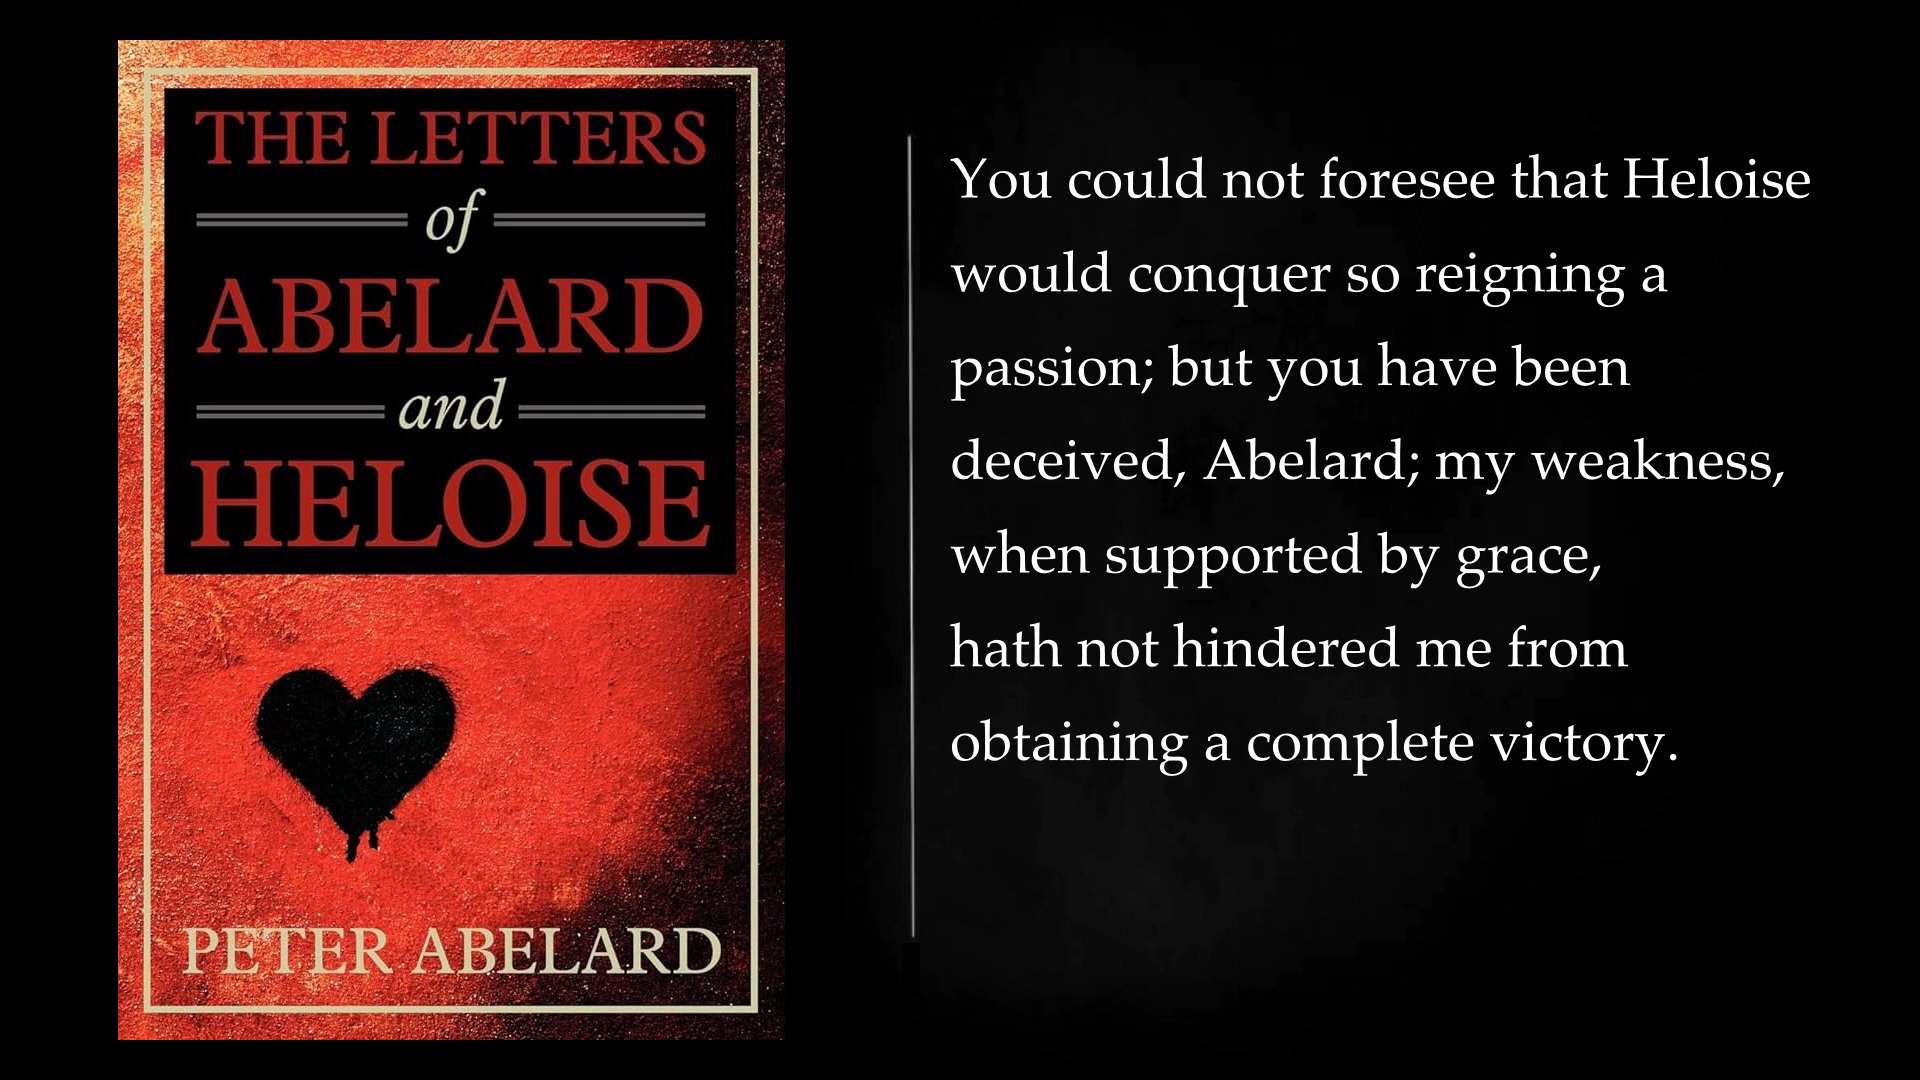 THE LETTERS
of
ABELARD
and
HELOISE
PETER ABELARD
You could not foresee that Heloise
would conquer so reigning a
passion; but you have been
deceived, Abelard; my weakness,
when supported by grace,
hath not hindered me from
obtaining a complete victory.